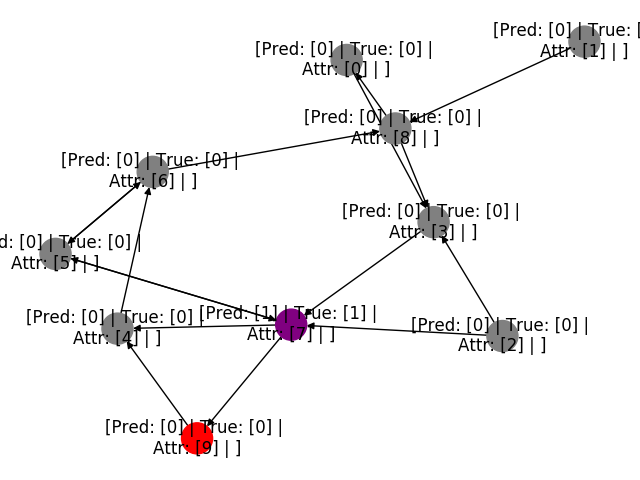 [Pred: [0] | True: [
Attr: [1] | ]
[Pred: [0] | True: [0] |
Attr: [0] | ]
[Pred: [0] | True: [0] |
Attr: [8] | ]
[Pred: [0] | True: [0] |
Attr: [6] | ]
[Pred: [0] | True: [0] |
Attr: [3] | ]
d: [0] | True: [0] |
Attr: [5] | ]
[Pred: [0] | True: [0] |
Attr: [4] | ]
[Pred: [1] | True: [1] |
Attr: [7] | ]
[Pred: [0] | True: [0] |
Attr: [2] | ]
[Pred: [0] | True: [0] |
Attr: [9] | ]